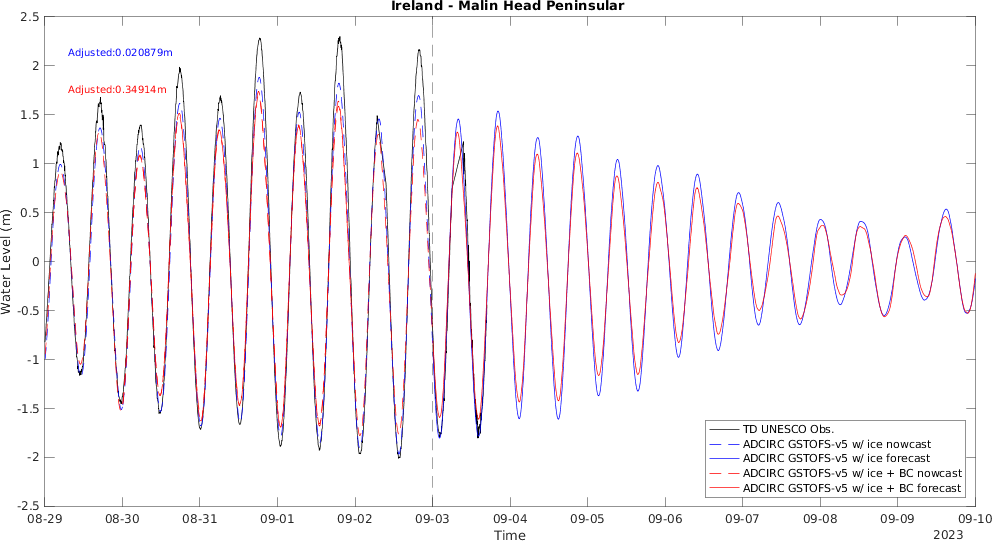 Ireland - Malin Head Peninsular
2.5
2
1.5
1
0.5
0
-0.5
-1
-1.5
-2
-2.5
Water Level (m)
Adjusted:0.020879m
Adjusted:0.34914m
TD UNESCO Obs.
ADCIRC GSTOFS-v5 w/ ice nowcast
ADCIRC GSTOFS-v5 w/ ice forecast
ADCIRC GSTOFS-v5 w/ ice + BC nowcast
ADCIRC GSTOFS-v5 w/ ice + BC forecast
08-29 08-30 08-31 09-01 09-02 09-03 09-04 09-05 09-06 09-07 09-08 09-09 09-10
Time
2023